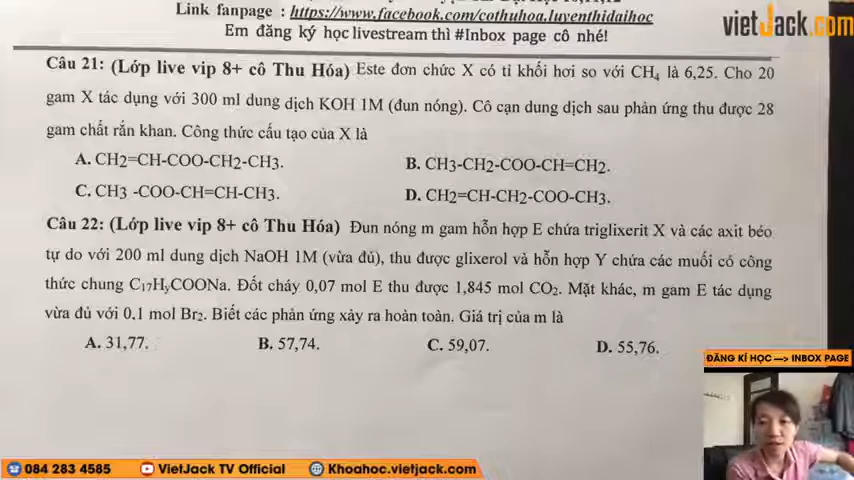 Link fanpage : https://www.facebook.com/cothuhoa.luyenthidaihoc
vietJack.com
Em đăng ký học livestream thì #Inbox page cô nhé!
Câu 21: (Lớp live vip 8+ cô Thu Hóa) Este đơn chức X có tỉ khối hơi so với CH4 là 6,25. Cho 20
gam X tác dụng với 300 ml dung dịch KOH 1M (đun nóng). Cô cạn dung dịch sau phản ứng thu được 28
gam chất rắn khan. Công thức cấu tạo của X là
A. CH2=CH-COO-CH2-CH3. B. CH3-CH2-COO-CH=CH2.
C. CH3 -COO-CH=CH-CH3. D. CH2=CH-CH2-COO-CH3.
Câu 22: (Lớp live vip 8+ cô Thu Hóa) Đun nóng m gam hỗn hợp E chứa triglixerit X và các axit béo
tự do với 200 ml dung dịch NaOH 1M (vừa đủ), thu được glixerol và hỗn hợp Y chứa các muối có công
thức chung C17HyCOONa. Đốt cháy 0,07 mol E thu được 1,845 mol CO2. Mặt khác, m gam E tác dụng
vừa đủ với 0.1 mol Br2. Biết các phản ứng xảy ra hoàn toàn. Giá trị của m là
A. 31,77. B. 57,74. C. 59,07. D. 55,76.
ĐĂNG KÍ HỌC —> INBOX PAGE
084 283 4585 VietJack TV Official Khoahoc.vietjack.com